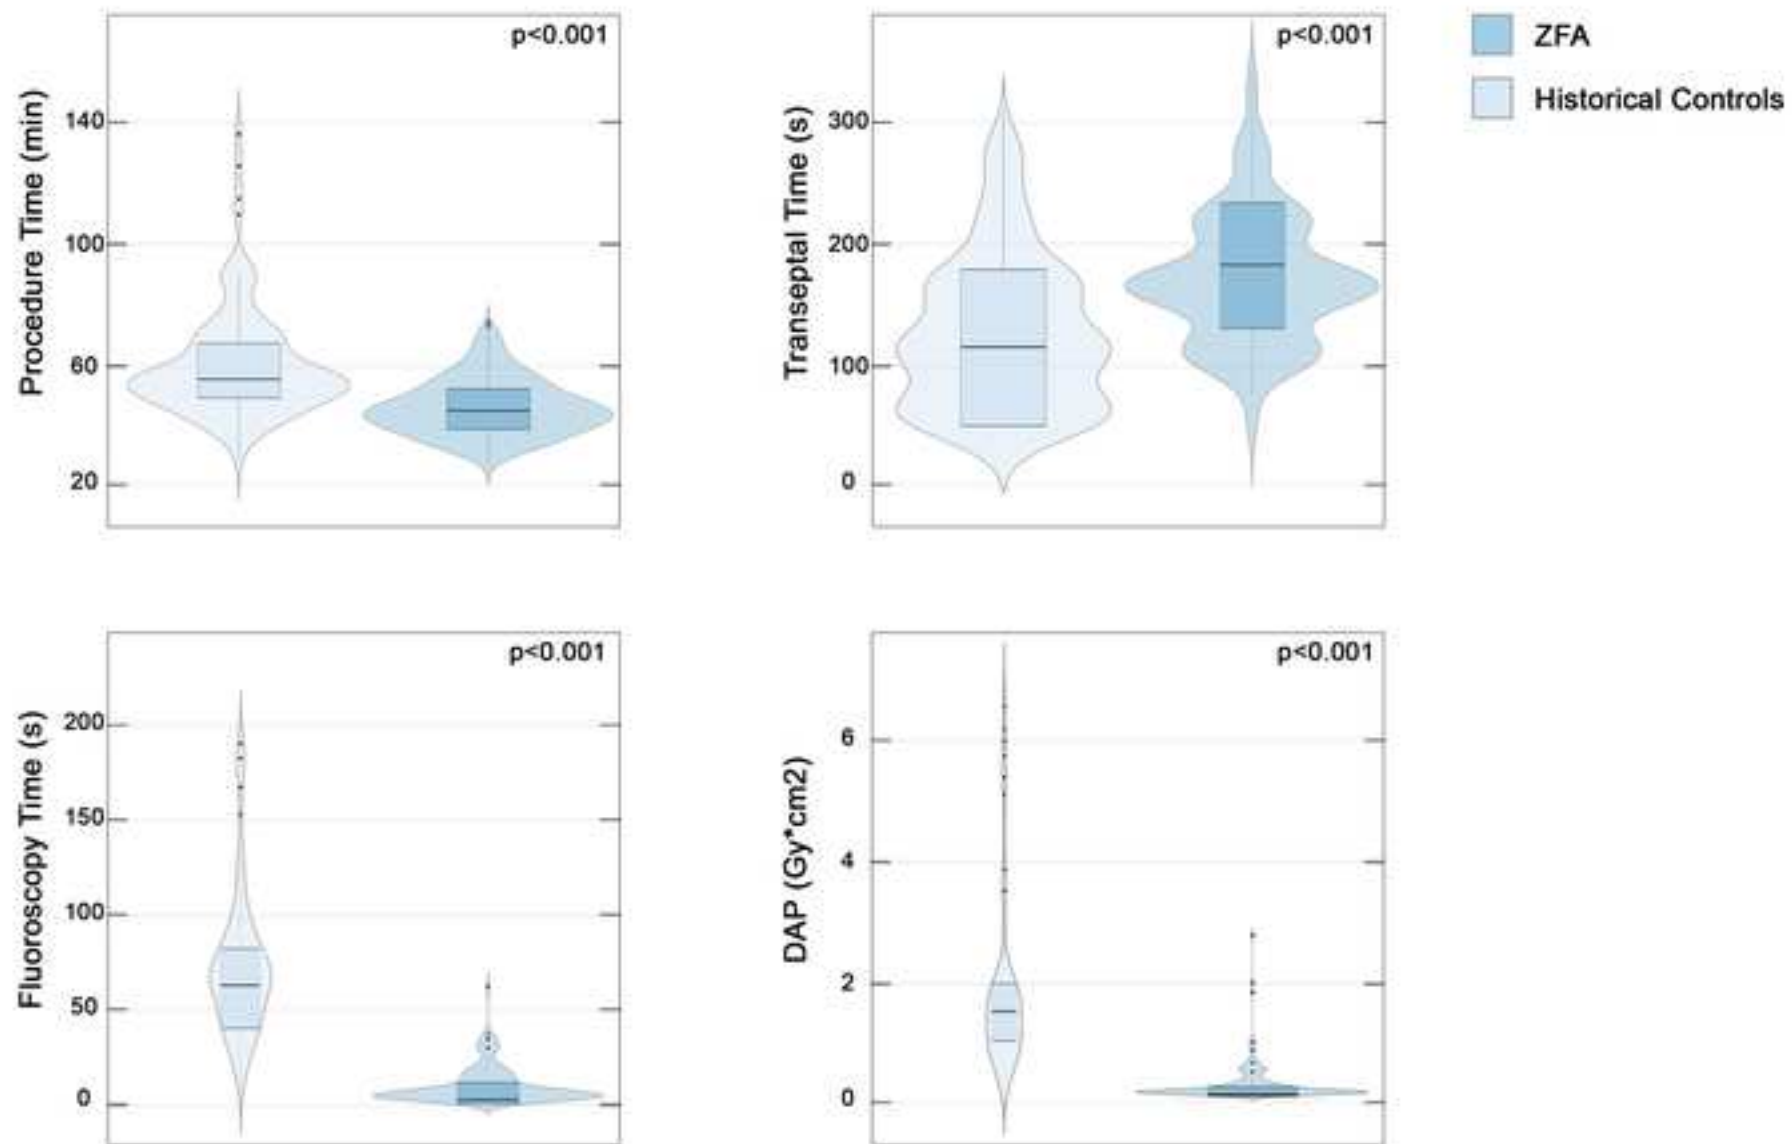 p<0.001
Procedure Time (min)
140
100
60
20
p<0.001
Transeptal Time (s)
300
200
100
0
ZFA
Historical Controls
p<0.001
Fluoroscopy Time (s)
200
150
100
50
0
p<0.001
DAP (Gy*cm2)
6
4
2
0